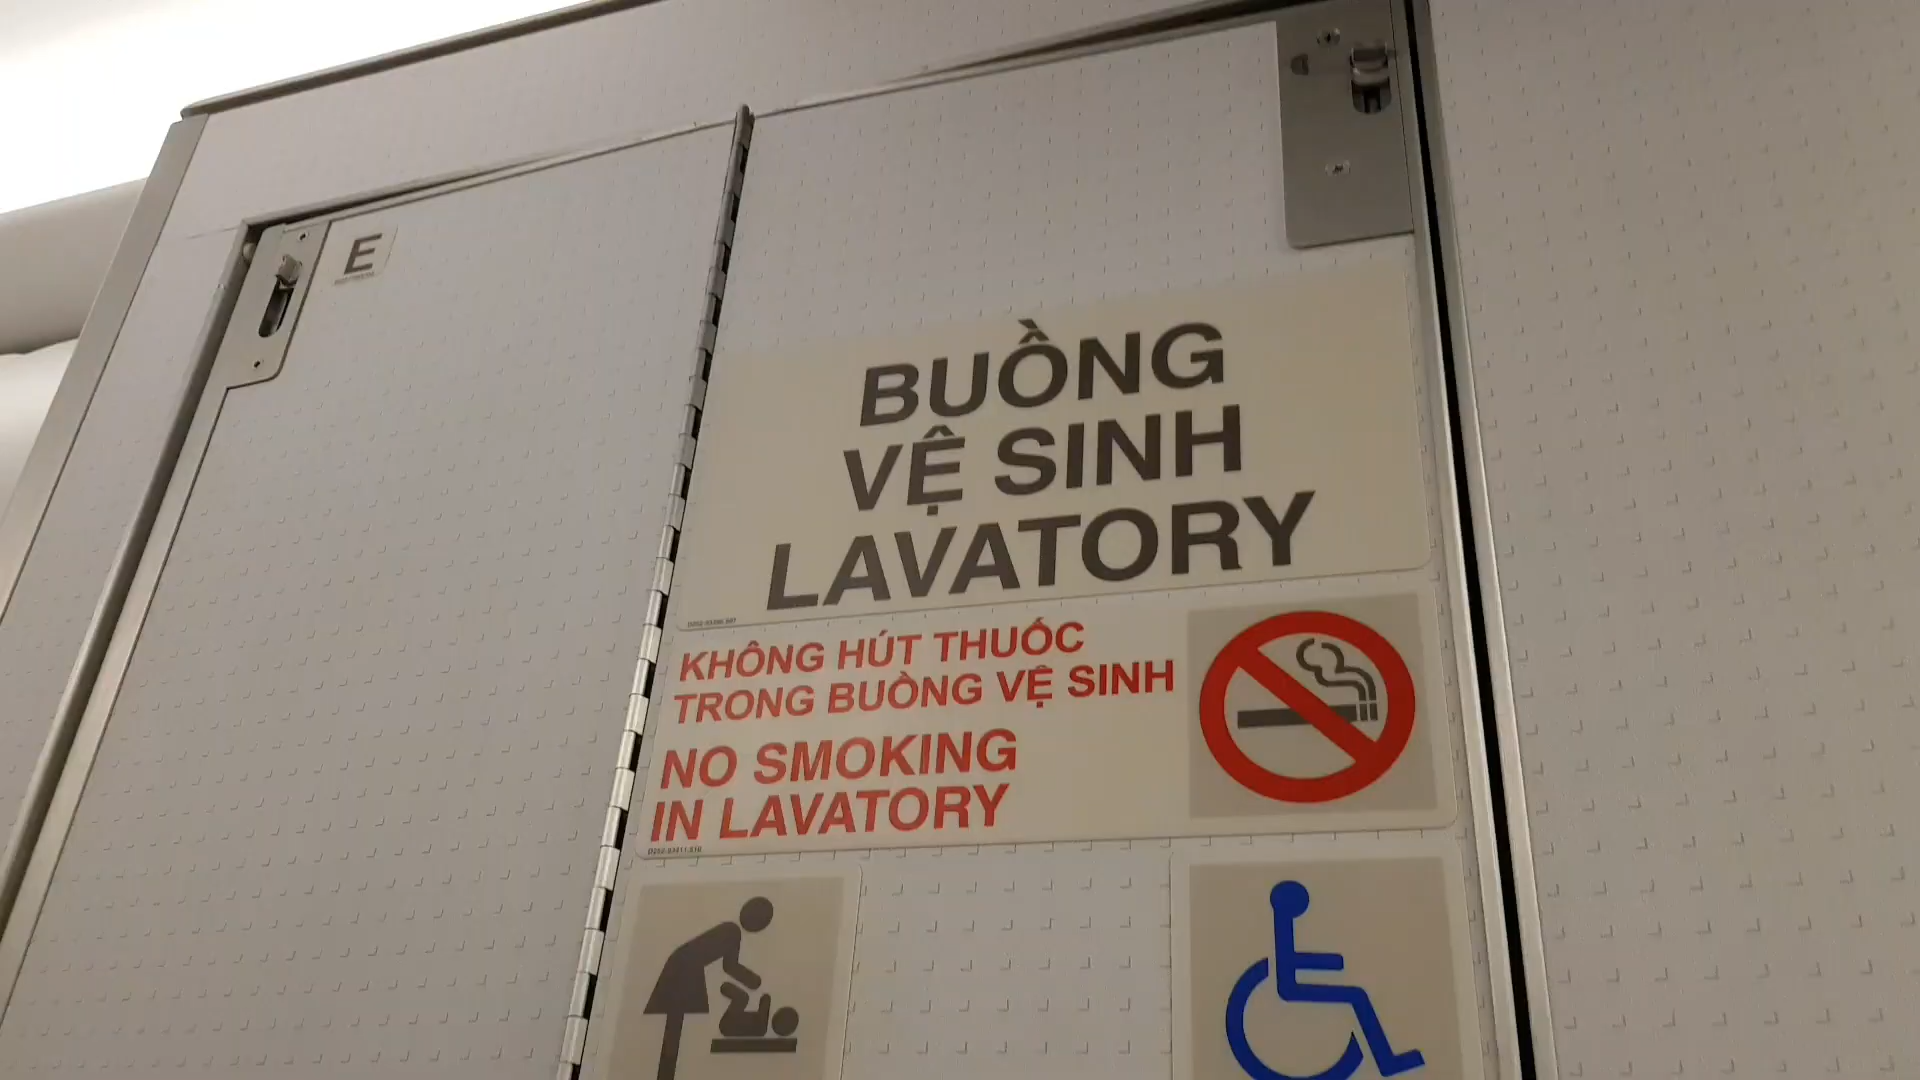 E
BUỒNG
VỆ SINH
LAVATORY
KHÔNG HÚT THUỐC
TRONG BUỒNG VỆ SINH
NO SMOKING
IN LAVATORY